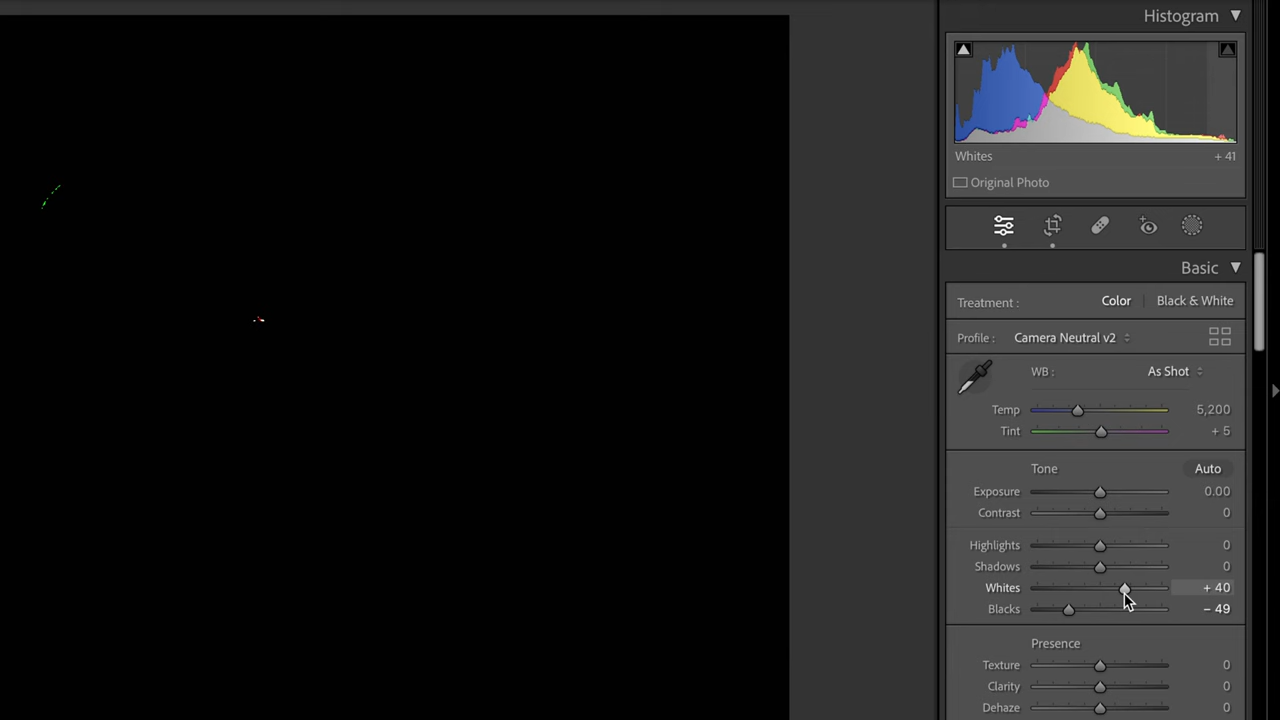 Histogram
Whites + 41
Original Photo
Basic
Treatment : Color Black & White
Profile : Camera Neutral v2
WB : As Shot
Temp 5,200
Tint + 5
Tone Auto
Exposure 0.00
Contrast 0
Highlights 0
Shadows 0
Whites + 40
Blacks − 49
Presence
Texture 0
Clarity 0
Dehaze 0